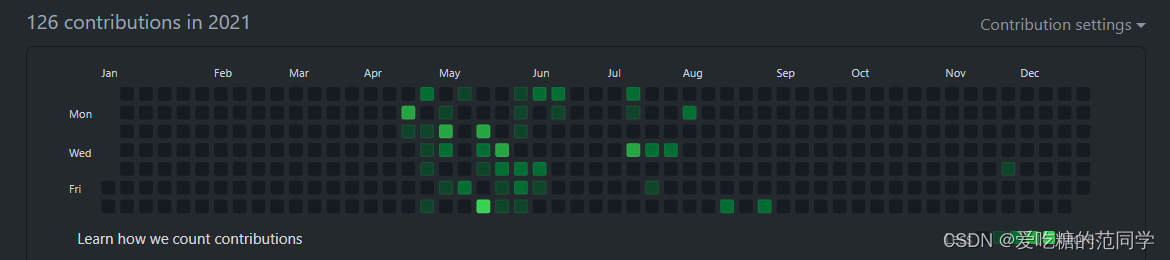 126 contributions in 2021
Contribution settings
Jan Feb Mar Apr May Jun Jul Aug Sep Oct Nov Dec
Mon
Wed
Fri
Learn how we count contributions
CSDN @爱吃糖的范同学